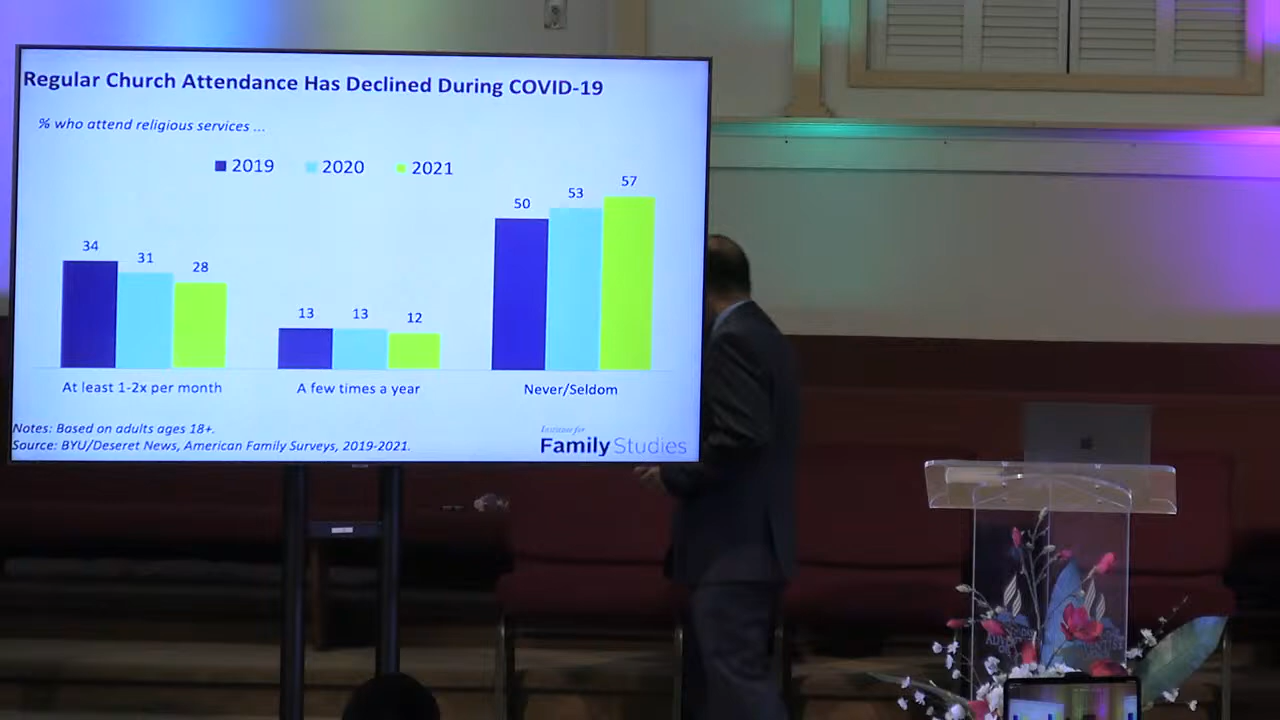 Regular Church Attendance Has Declined During COVID-19
% who attend religious services ...
2019 2020 2021
34 31 28
13 13 12
50 53 57
At least 1-2x per month A few times a year Never/Seldom
Notes: Based on adults ages 18+.
Source: BYU/Deseret News, American Family Surveys, 2019-2021.
Institute for
Family Studies